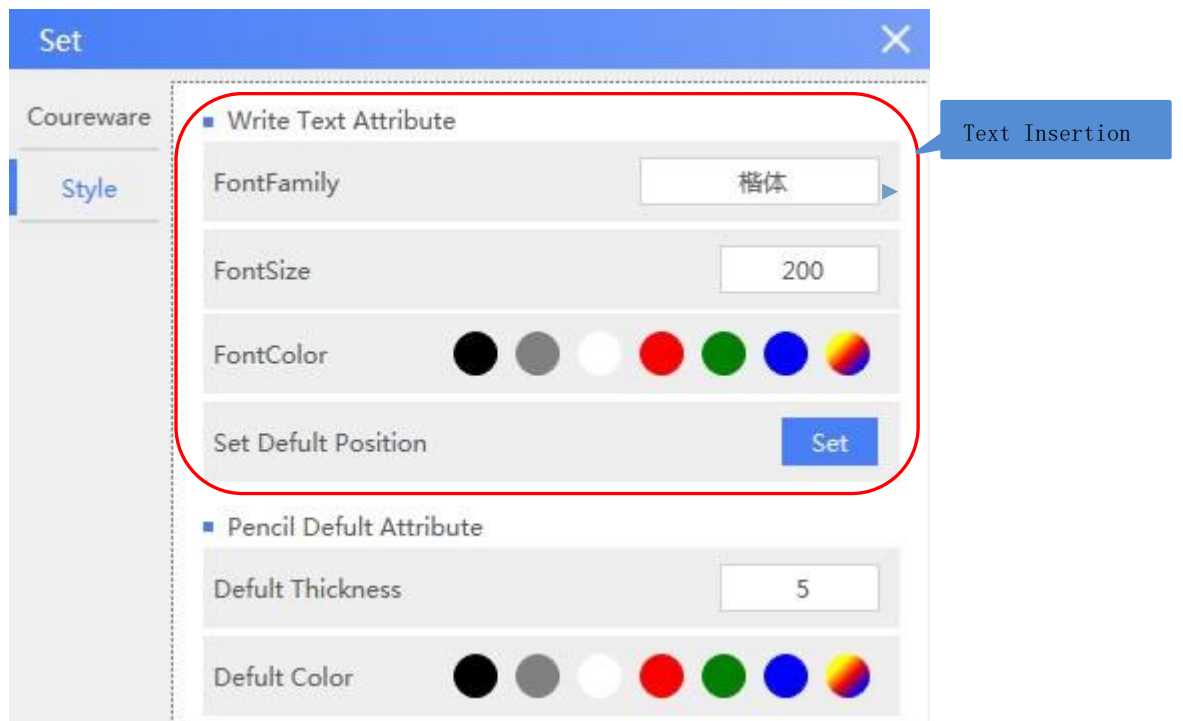 Set
Coureware
Style
Write Text Attribute
FontFamily
楷体
FontSize
200
FontColor
Set Defult Position
Set
Pencil Defult Attribute
Defult Thickness
5
Defult Color
Text Insertion